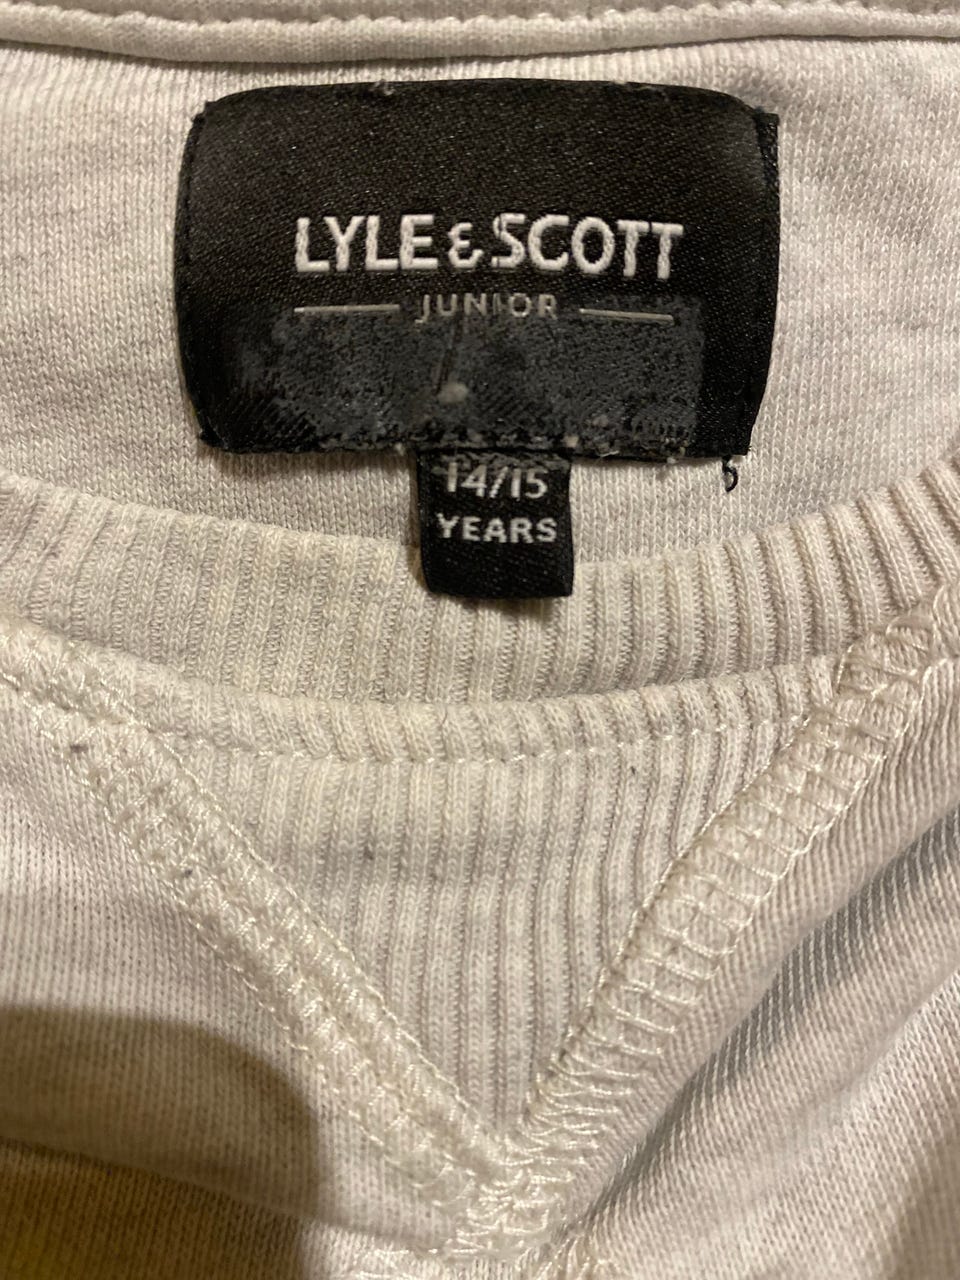 LYLE & SCOTT
JUNIOR
14/15
YEARS